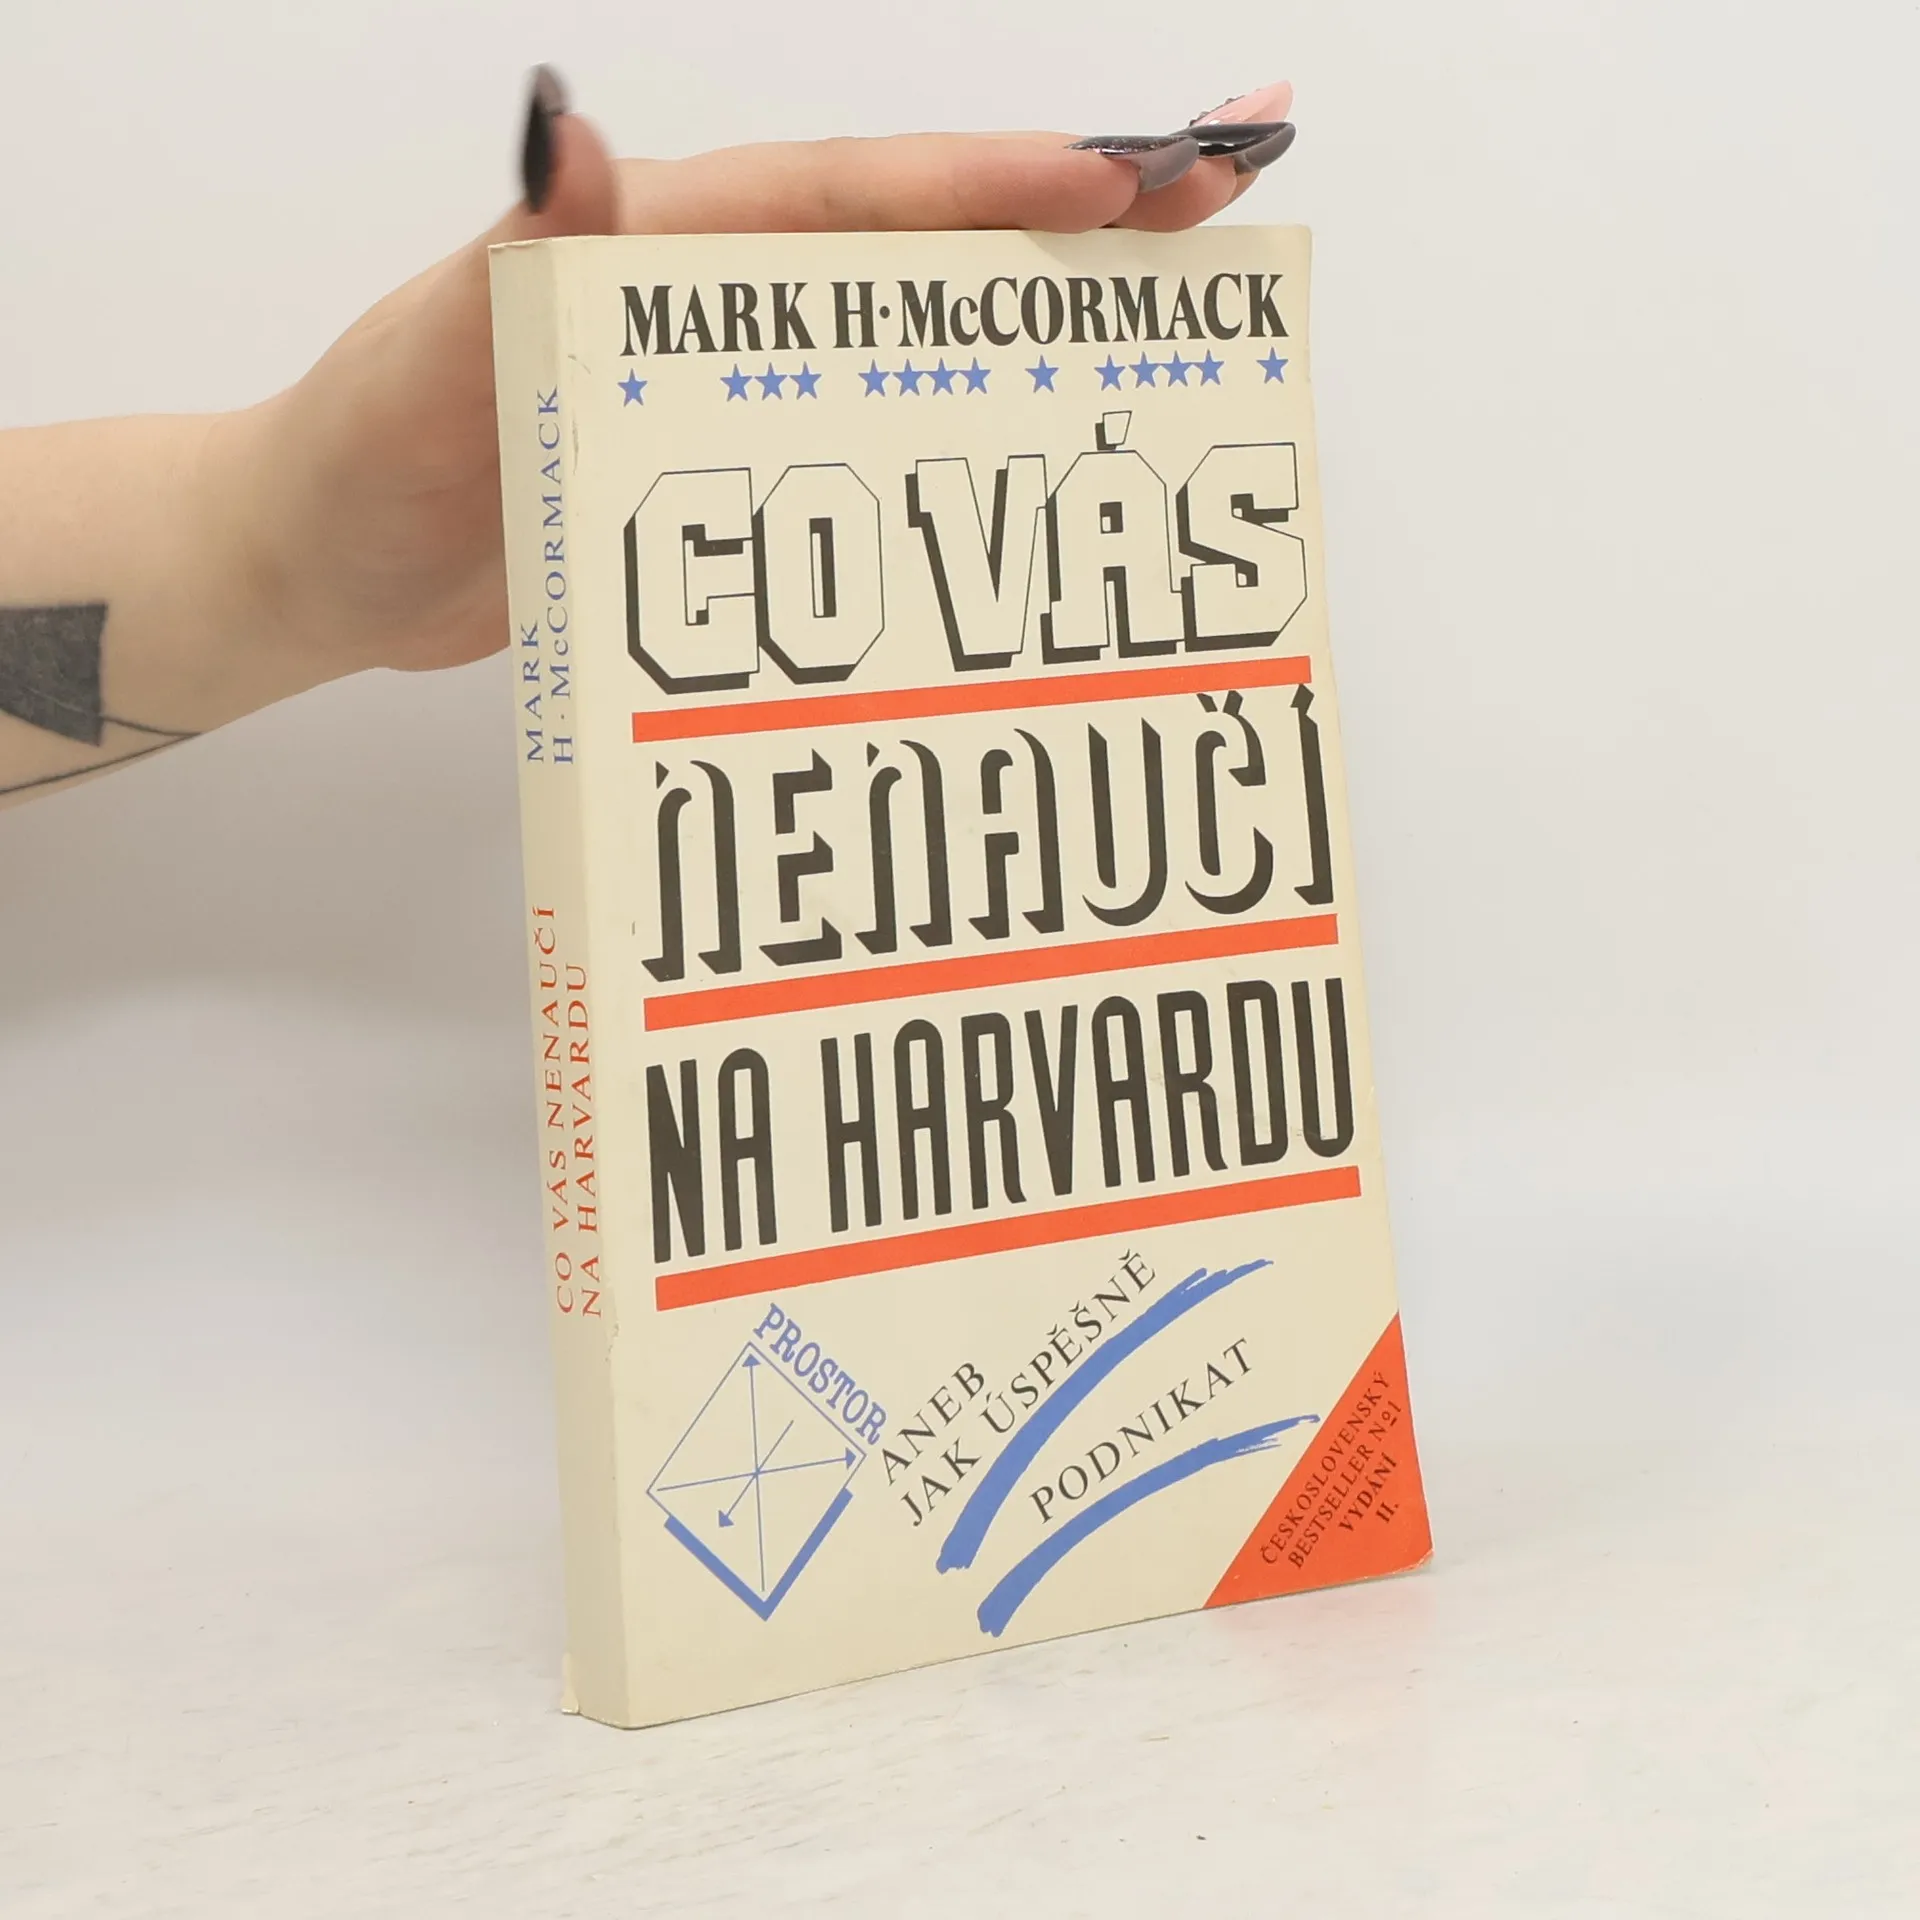 MARK H·McCORMACK
CO VÁS
NENAUČÍ
NA HARVARDU
PROSTOR
ANEB
JAK ÚSPĚŠNĚ
PODNIKAT
ČESKOSLOVENSKÝ
BESTSELLER Nº1
VYDÁNÍ
II.
MARK
H·McCORMACK
CO VÁS NENAUČÍ
NA HARVARDU